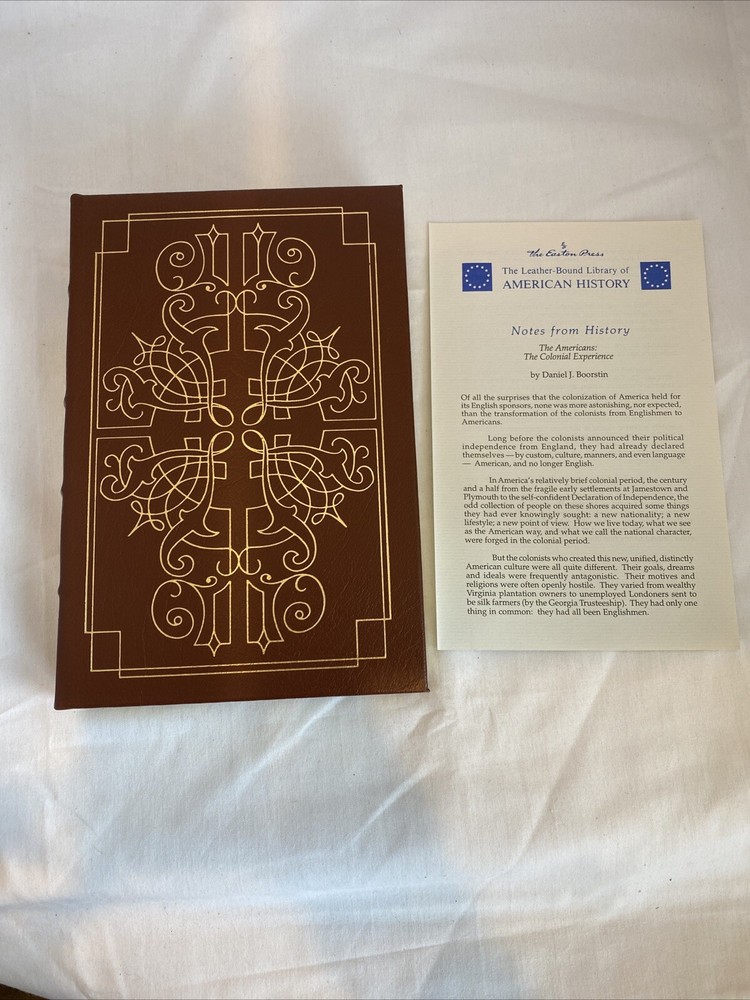 The Easton Press
The Leather-Bound Library of
AMERICAN HISTORY
Notes from History
The Americans:
The Colonial Experience
by Daniel J. Boorstin
Of all the surprises that the colonization of America held for
its English sponsors, none was more astonishing, nor expected,
than the transformation of the colonists from Englishmen to
Americans.
Long before the colonists announced their political
independence from England, they had already declared
themselves — by custom, culture, manners, and even language
— American, and no longer English.
In America's relatively brief colonial period, the century
and a half from the fragile early settlements at Jamestown and
Plymouth to the self-confident Declaration of Independence, the
odd collection of people on these shores acquired some things
they had ever knowingly sought: a new nationality; a new
lifestyle; a new point of view. How we live today, what we see
as the American way, and what we call the national character,
were forged in the colonial period.
But the colonists who created this new, unified, distinctly
American culture were all quite different. Their goals, dreams
and ideals were frequently antagonistic. Their motives and
religions were often openly hostile. They varied from wealthy
Virginia plantation owners to unemployed Londoners sent to
be silk farmers (by the Georgia Trusteeship). They had only one
thing in common: they had all been Englishmen.